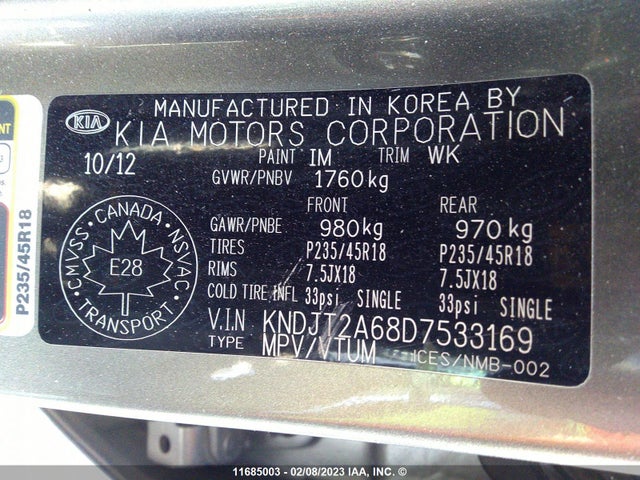 MANUFACTURED IN KOREA BY
KIA KIA MOTORS CORPORATION
10/12 PAINT IM TRIM WK
GVWR/PNBV 1760kg
FRONT REAR
GAWR/PNBE 980kg 970kg
TIRES P235/45R18 P235/45R18
RIMS 7.5JX18 7.5JX18
COLD TIRE INFL 33psi SINGLE 33psi SINGLE
V.I.N KNDJT2A68D7533169
TYPE MPV/VTUM ICES/NMB-002
CMVSS · CANADA · NSVAC
E28
TRANSPORT
P235/45R18
11685003 - 02/08/2023 IAA, Inc. ('IAA')